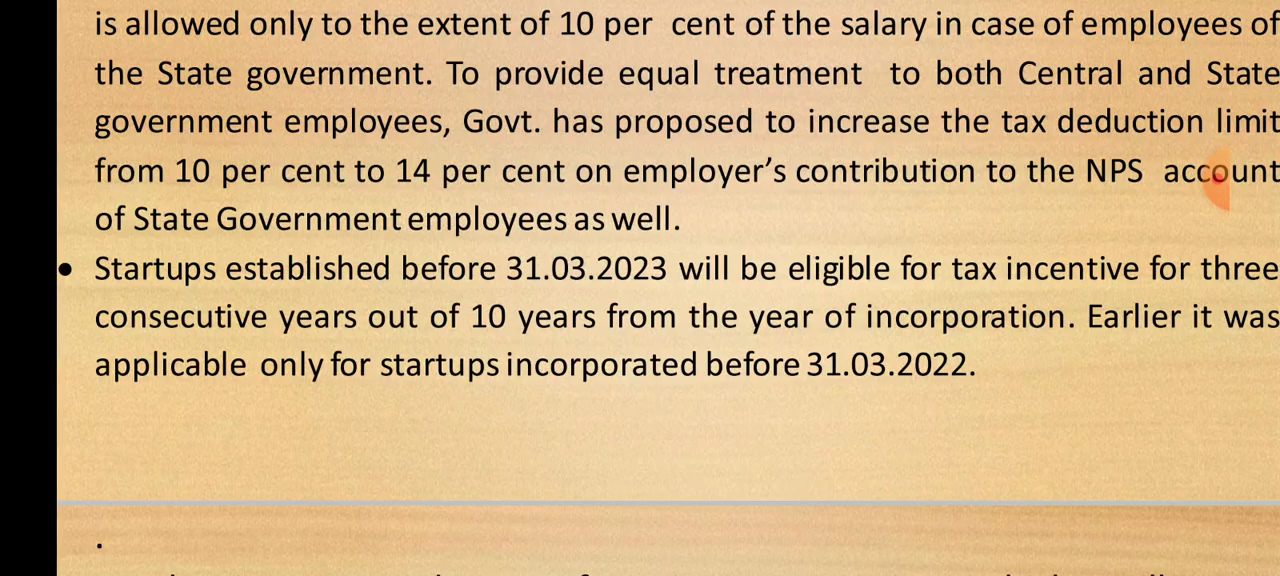 is allowed only to the extent of 10 per cent of the salary in case of employees of
the State government. To provide equal treatment to both Central and State
government employees, Govt. has proposed to increase the tax deduction limit
from 10 per cent to 14 per cent on employer’s contribution to the NPS account
of State Government employees as well.
• Startups established before 31.03.2023 will be eligible for tax incentive for three
consecutive years out of 10 years from the year of incorporation. Earlier it was
applicable only for startups incorporated before 31.03.2022.
.